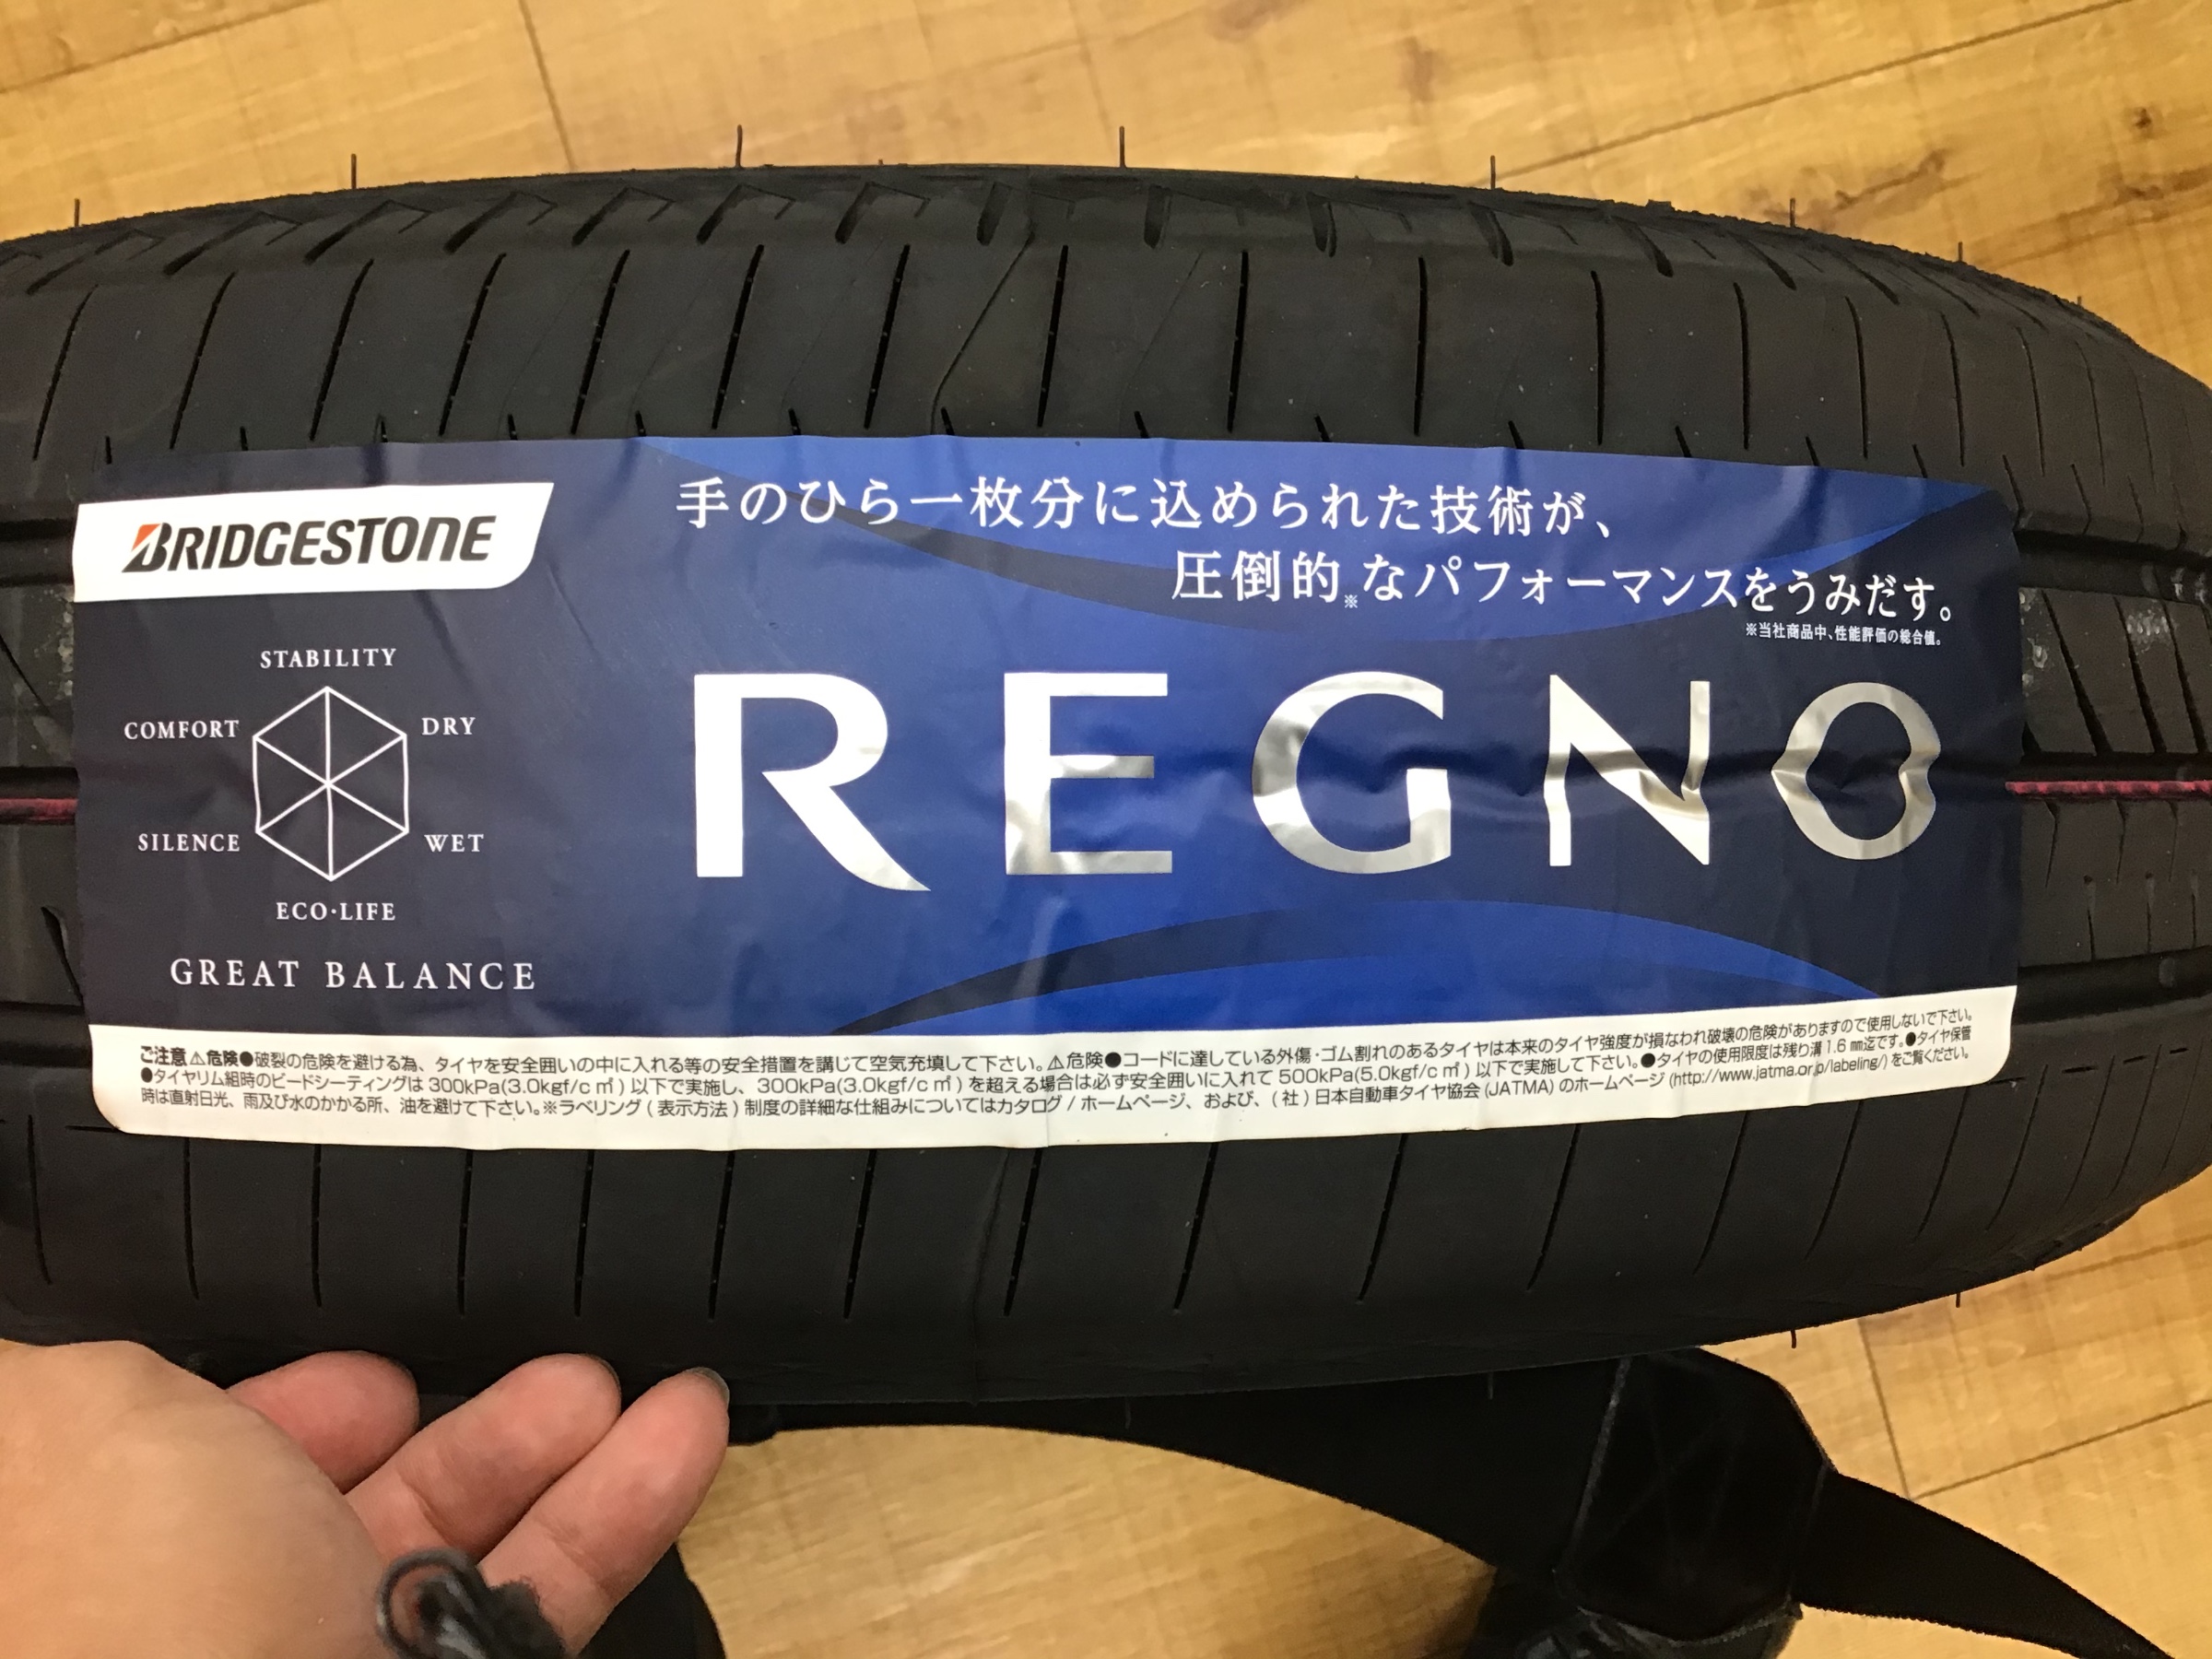 BRIDGESTONE
手のひら一枚分に込められた技術が、
圧倒的※なパフォーマンスをうみだす。
※当社商品中、性能評価の総合値。
STABILITY
COMFORT
DRY
SILENCE
WET
ECO・LIFE
GREAT BALANCE
REGNO
ご注意⚠危険●破裂の危険を避ける為、タイヤを安全囲いの中に入れる等の安全措置を講じて空気充填して下さい。⚠危険●コードに達している外傷・ゴム割れのあるタイヤは本来のタイヤ強度が損なわれ破壊の危険がありますので使用しないで下さい。
●タイヤリム組時のビードシーティングは300kPa(3.0kgf/c㎡)以下で実施し、300kPa(3.0kgf/c㎡)を超える場合は必ず安全囲いに入れて500kPa(5.0kgf/c㎡)以下で実施して下さい。●タイヤの使用限度は残り溝1.6㎜迄です。●タイヤ保管
時は直射日光、雨及び水のかかる所、油を避けて下さい。※ラベリング(表示方法)制度の詳細な仕組みについてはカタログ/ホームページ、および、(社)日本自動車タイヤ協会(JATMA)のホームページ(http://www.jatma.or.jp/labeling/)をご覧ください。